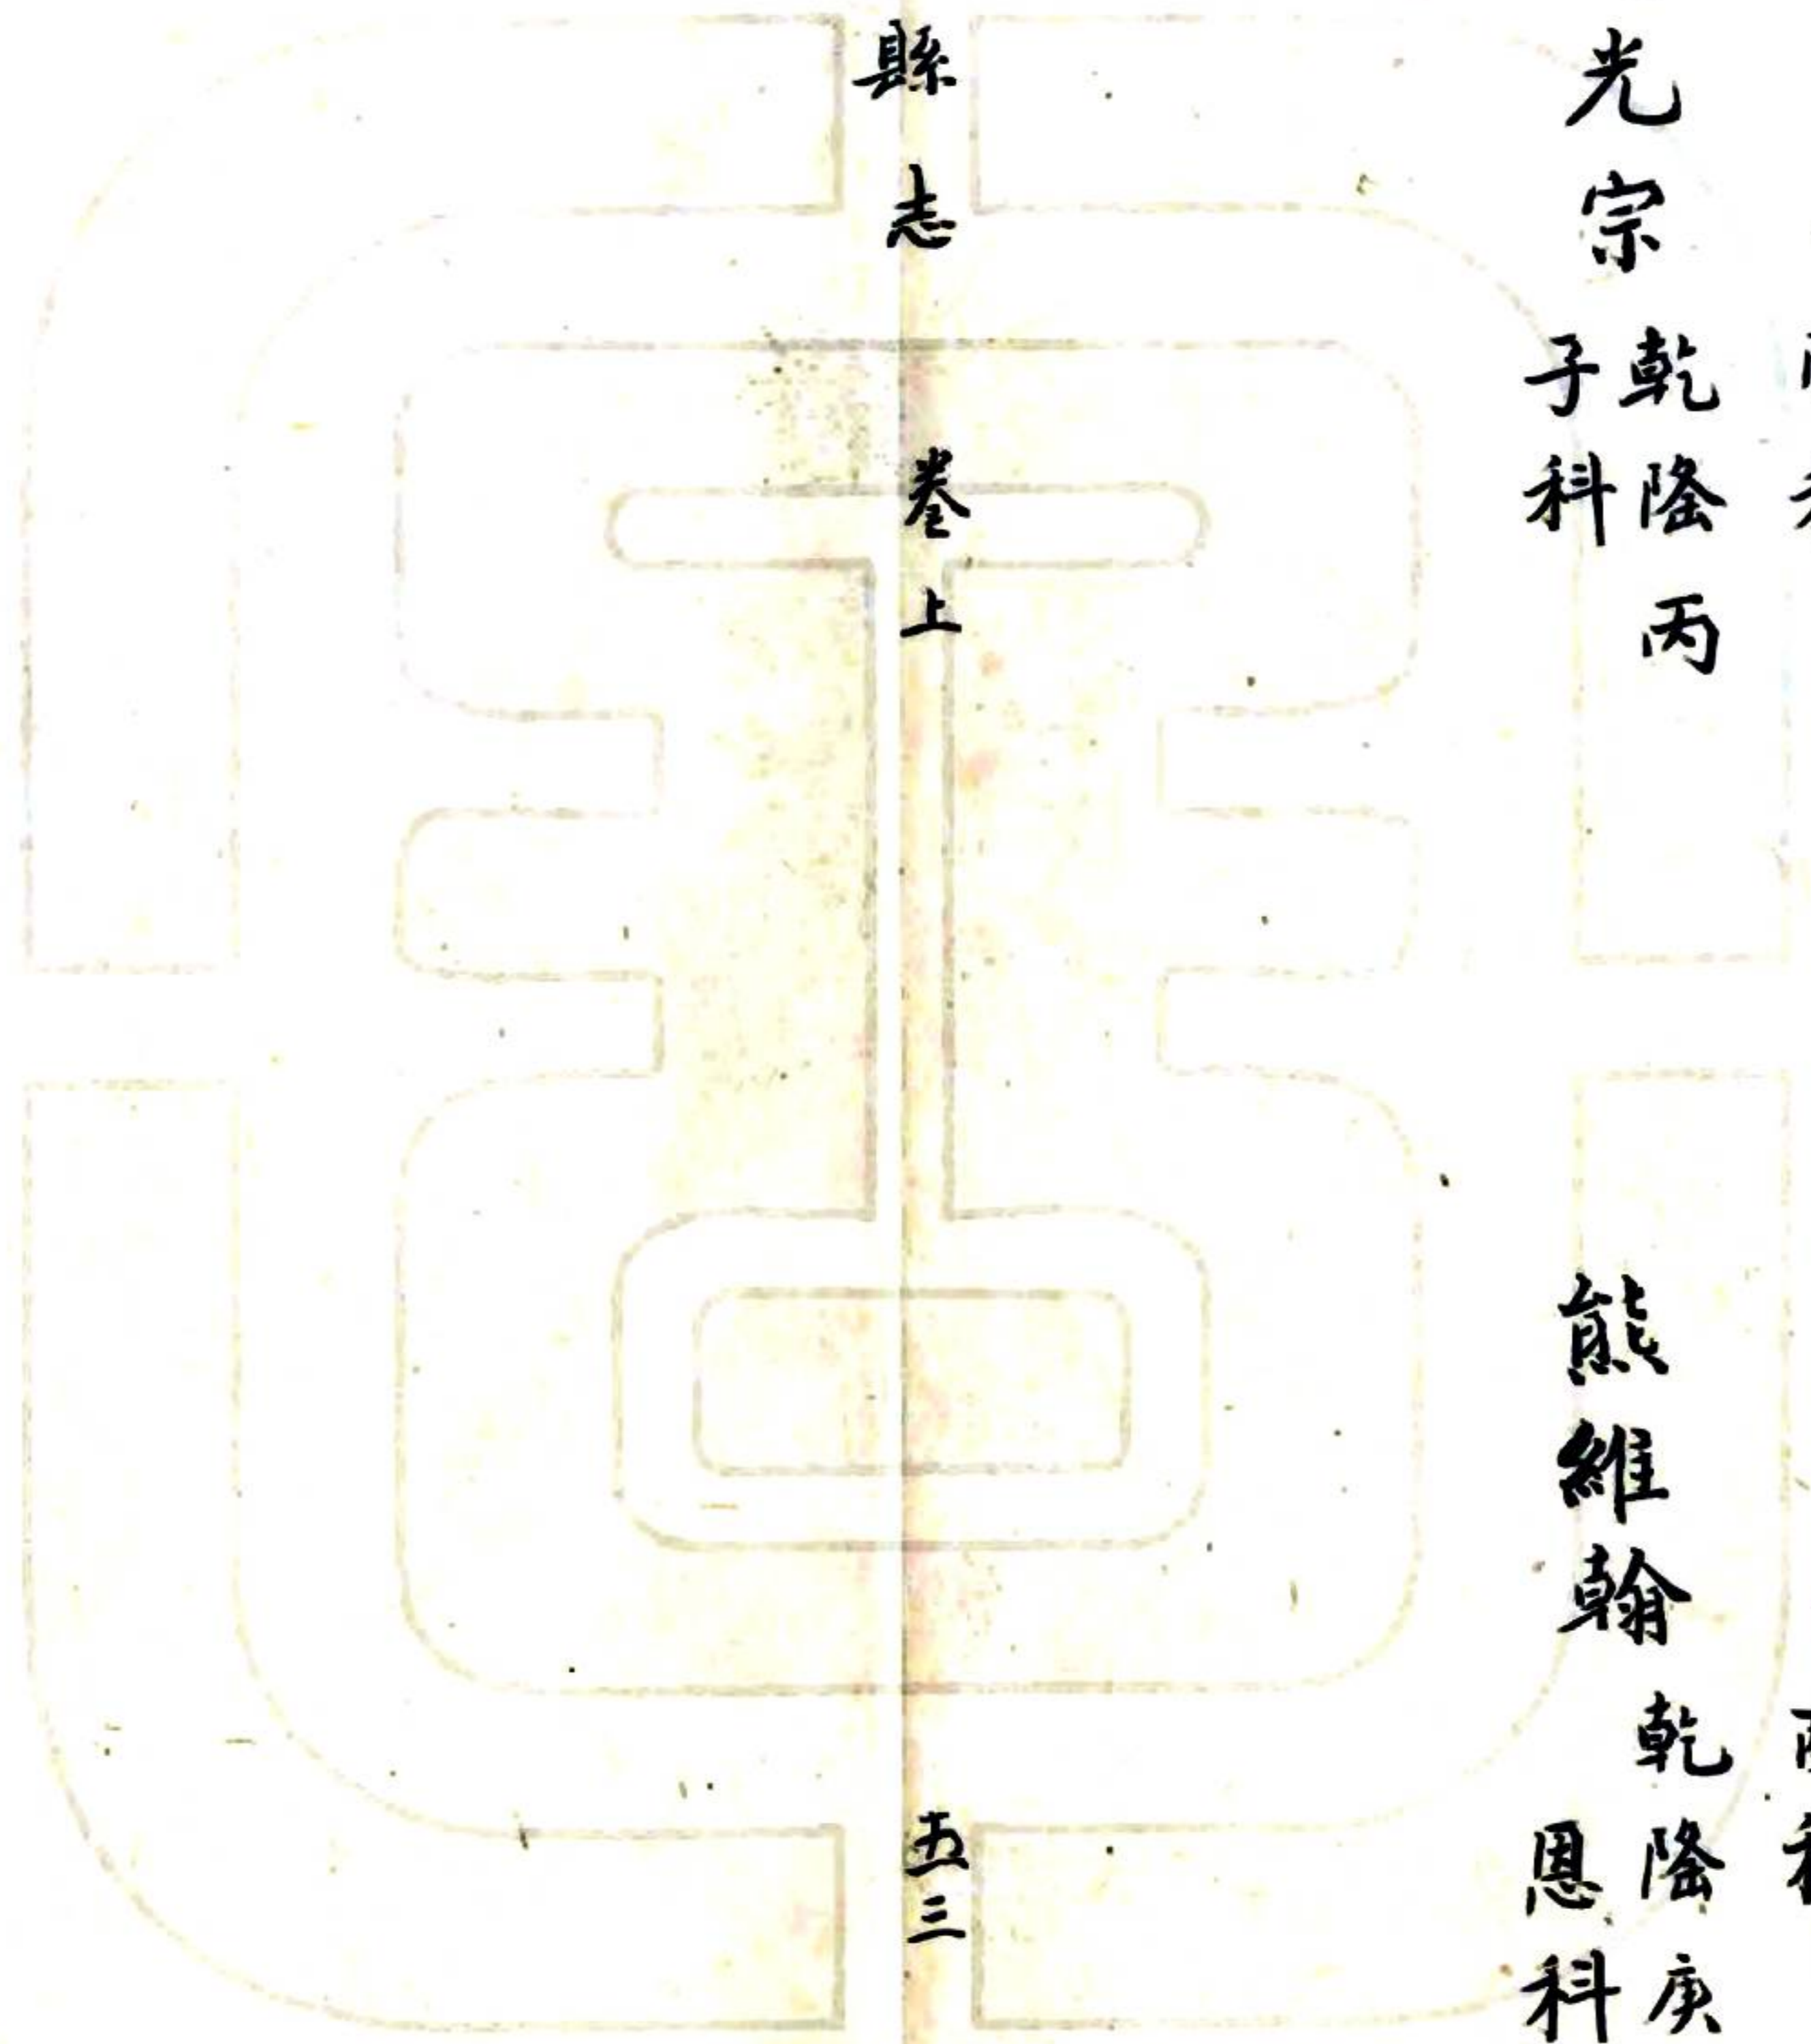 光宗
乾隆丙
子科
熊維翰
乾隆庚
恩科
縣志 卷上 五三